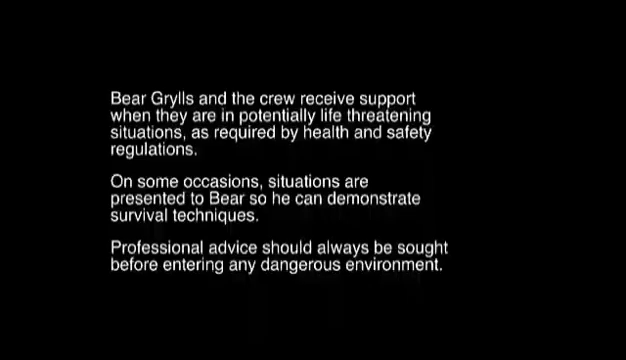 Bear Grylls and the crew receive support
when they are in potentially life threatening
situations, as required by health and safety
regulations.
On some occasions, situations are
presented to Bear so he can demonstrate
survival techniques.
Professional advice should always be sought
before entering any dangerous environment.